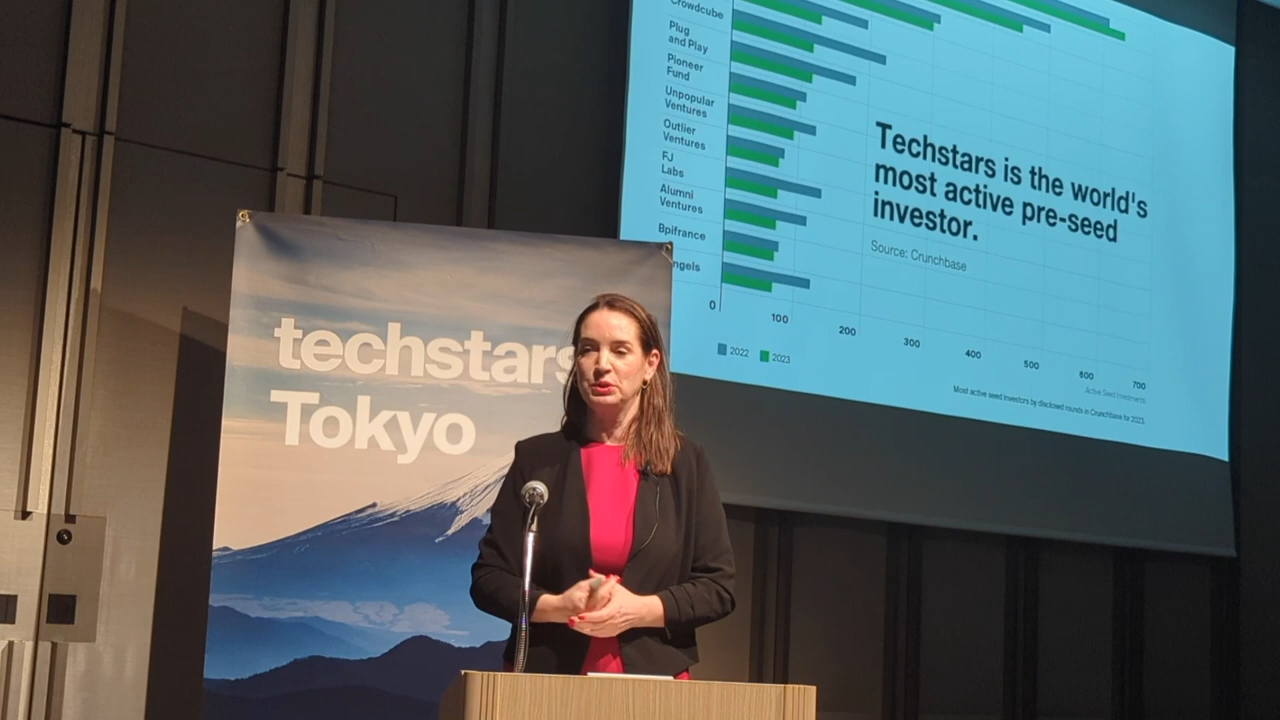 Crowdcube
Plug
and Play
Pioneer
Fund
Unpopular
Ventures
Outlier
Ventures
FJ
Labs
Alumni
Ventures
Bpifrance
ngels
0
100
200
300
400
500
600
700
Active Seed Investments
2022
2023
Most active seed investors by disclosed rounds in Crunchbase for 2023.
Techstars is the world's
most active pre-seed
investor.
Source: Crunchbase
techstars
Tokyo